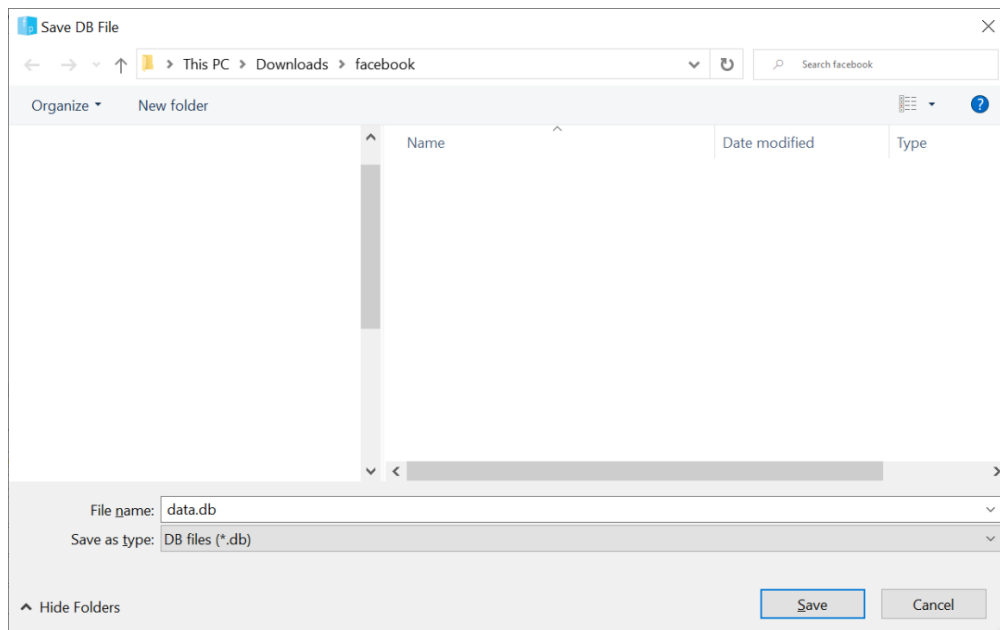 Save DB File
This PC > Downloads > facebook
Search facebook
Organize
New folder
Name
Date modified
Type
File name: data.db
Save as type: DB files (*.db)
Hide Folders
Save
Cancel